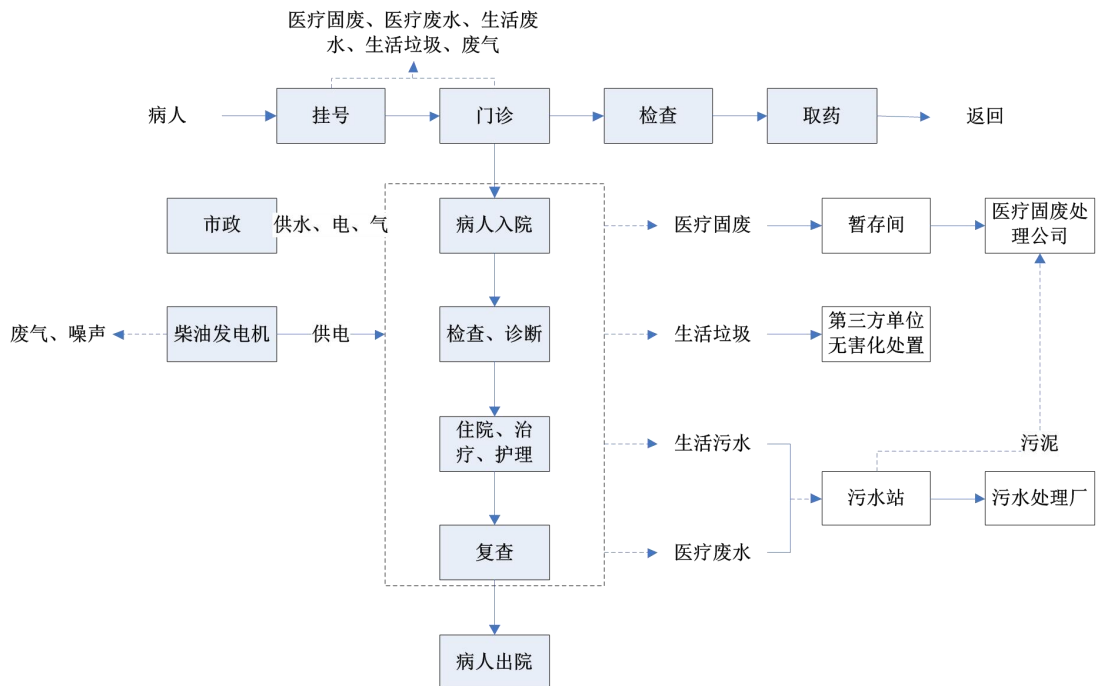 医疗固废、医疗废水、生活废
水、生活垃圾、废气
病人
挂号
门诊
检查
取药
返回
市政
供水、电、气
病人入院
医疗固废
暂存间
医疗固废处
理公司
废气、噪声
柴油发电机
供电
检查、诊断
生活垃圾
第三方单位
无害化处置
住院、治
疗、护理
生活污水
污泥
污水站
污水处理厂
复查
医疗废水
病人出院